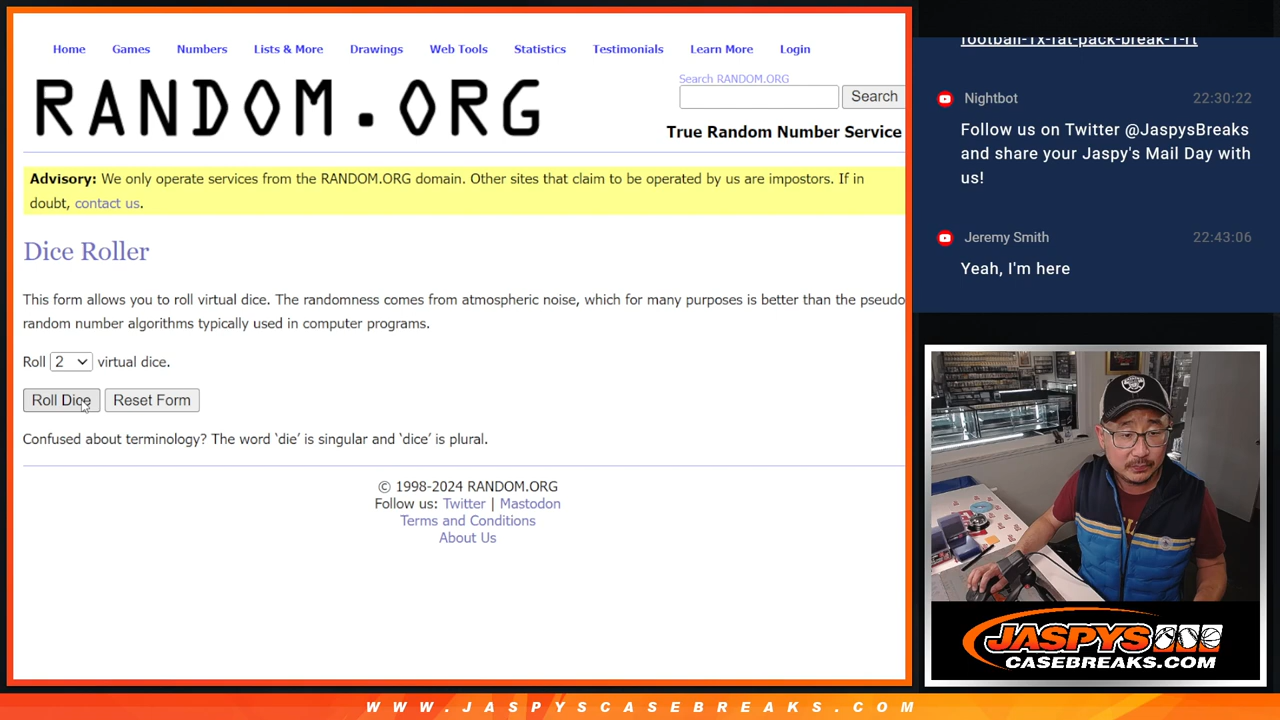 Home Games Numbers Lists & More Drawings Web Tools Statistics Testimonials Learn More Login
RANDOM.ORG
Search RANDOM.ORG
Search
True Random Number Service
Advisory: We only operate services from the RANDOM.ORG domain. Other sites that claim to be operated by us are impostors. If in
doubt, contact us.
Dice Roller
This form allows you to roll virtual dice. The randomness comes from atmospheric noise, which for many purposes is better than the pseudo
random number algorithms typically used in computer programs.
Roll 2 virtual dice.
Roll Dice Reset Form
Confused about terminology? The word ‘die’ is singular and ‘dice’ is plural.
© 1998-2024 RANDOM.ORG
Follow us: Twitter | Mastodon
Terms and Conditions
About Us
football-1x-fat-pack-break-1-rt
Nightbot 22:30:22
Follow us on Twitter @JaspysBreaks
and share your Jaspy's Mail Day with
us!
Jeremy Smith 22:43:06
Yeah, I'm here
JASPYS
CASEBREAKS.COM
WWW.JASPYSCASEBREAKS.COM